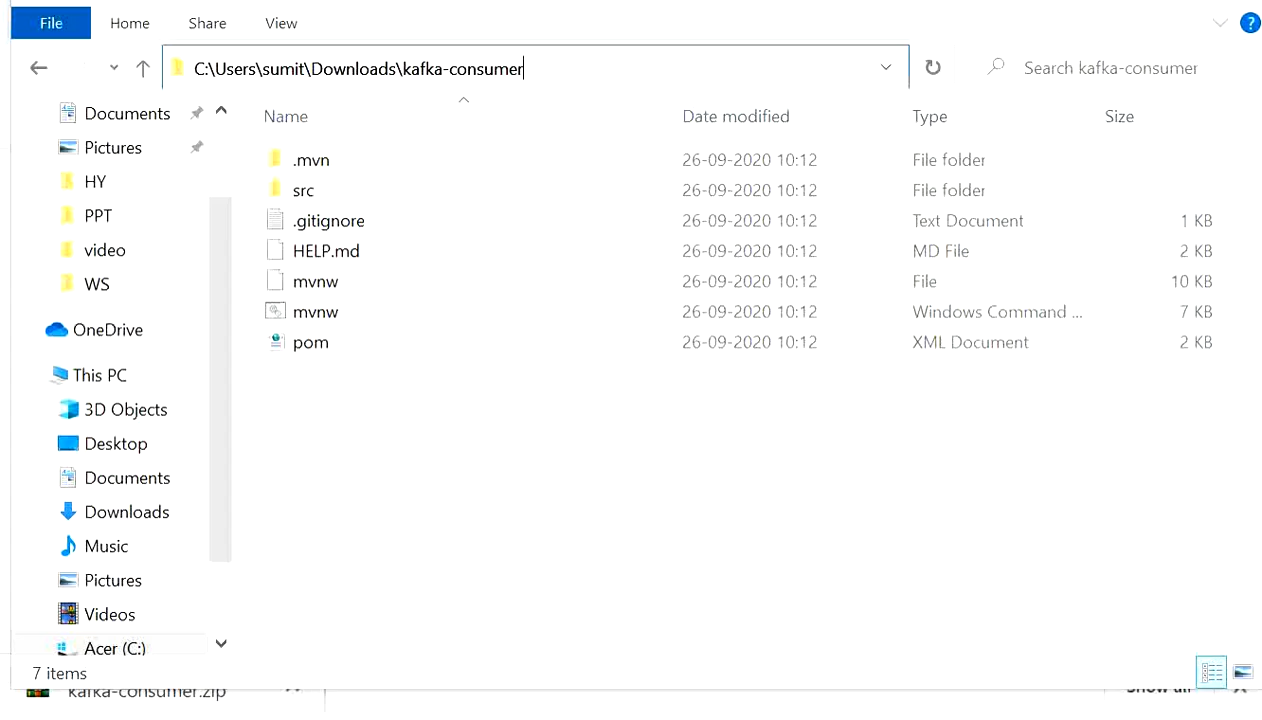 File Home Share View
C:\Users\sumit\Downloads\kafka-consumer Search kafka-consumer
Documents
Pictures
HY
PPT
video
WS
OneDrive
This PC
3D Objects
Desktop
Documents
Downloads
Music
Pictures
Videos
Acer (C:)
Name Date modified Type Size
.mvn 26-09-2020 10:12 File folder
src 26-09-2020 10:12 File folder
.gitignore 26-09-2020 10:12 Text Document 1 KB
HELP.md 26-09-2020 10:12 MD File 2 KB
mvnw 26-09-2020 10:12 File 10 KB
mvnw 26-09-2020 10:12 Windows Command ... 7 KB
pom 26-09-2020 10:12 XML Document 2 KB
7 items
kafka-consumer.zip Show all